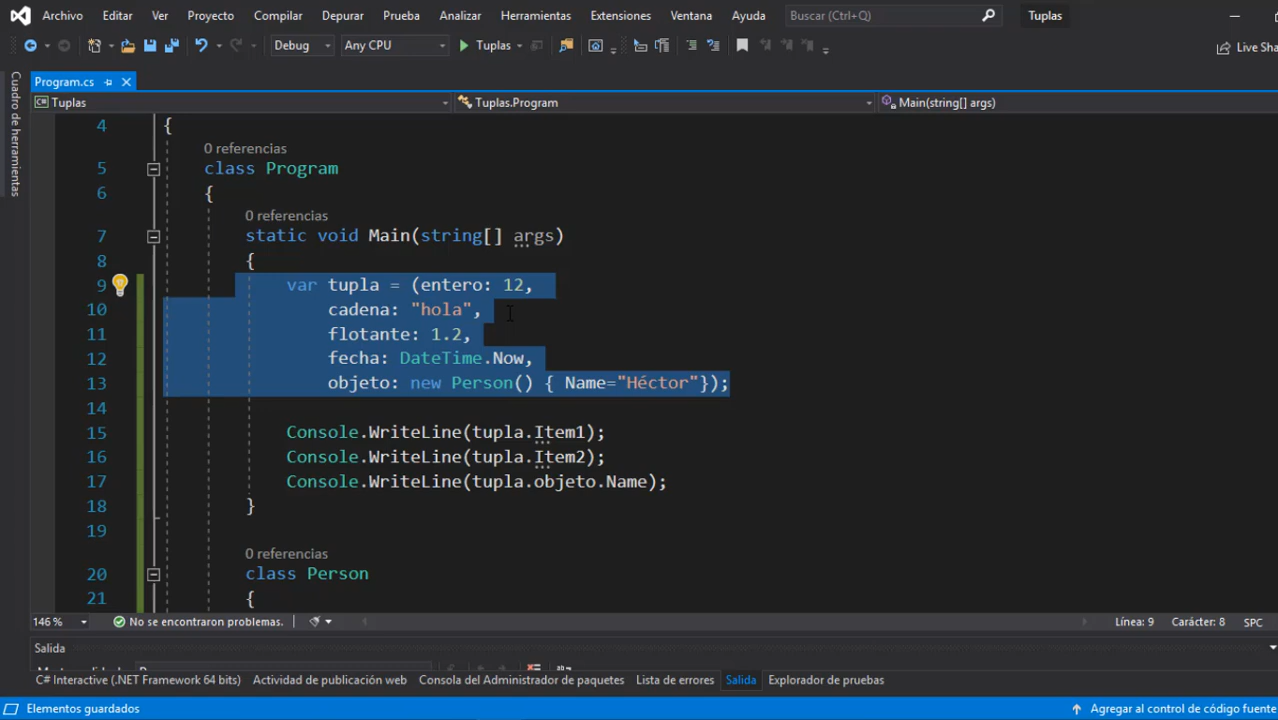 Archivo Editar Ver Proyecto Compilar Depurar Prueba Analizar Herramientas Extensiones Ventana Ayuda Buscar (Ctrl+Q) Tuplas
Debug Any CPU Tuplas Live Sha
Cuadro de herramientas
Program.cs
C# Tuplas Tuplas.Program Main(string[] args)
4 {
0 referencias
5 class Program
6 {
0 referencias
7 static void Main(string[] args)
8 {
9 var tupla = (entero: 12,
10 cadena: "hola",
11 flotante: 1.2,
12 fecha: DateTime.Now,
13 objeto: new Person() { Name="Héctor"});
14
15 Console.WriteLine(tupla.Item1);
16 Console.WriteLine(tupla.Item2);
17 Console.WriteLine(tupla.objeto.Name);
18 }
19
0 referencias
20 class Person
21 {
146 % No se encontraron problemas. Línea: 9 Carácter: 8 SPC
Salida
C# Interactive (.NET Framework 64 bits) Actividad de publicación web Consola del Administrador de paquetes Lista de errores Salida Explorador de pruebas
Elementos guardados Agregar al control de código fuente